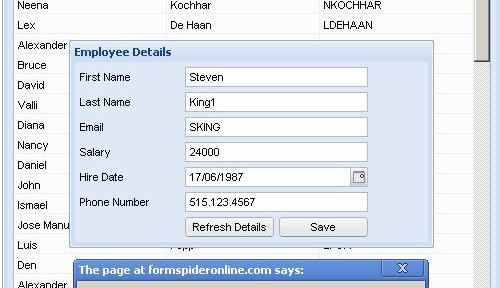 Neena Kochhar NKOCHHAR
Lex De Haan LDEHAAN
Alexander
Employee Details
Bruce
First Name Steven
David
Last Name King1
Valli
Diana
Email SKING
Nancy
Salary 24000
Daniel
Hire Date 17/06/1987
John
Ismael
Phone Number 515.123.4567
Jose Manu
Refresh Details Save
Luis
Den
The page at formspideronline.com says:
Alexander